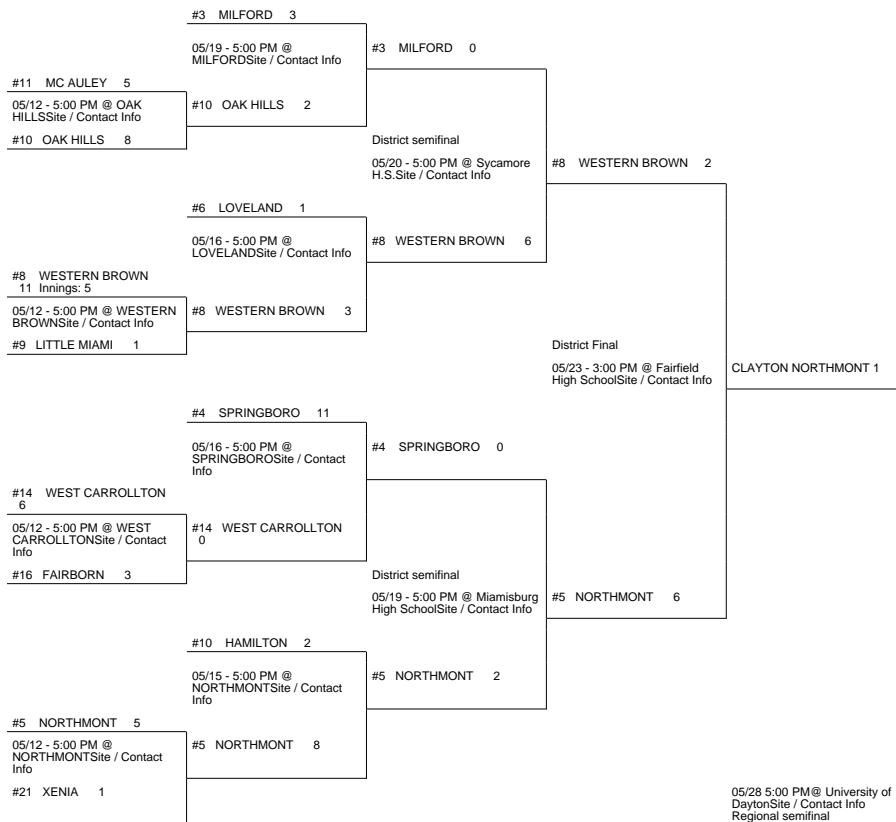 #3 MILFORD 3
05/19 - 5:00 PM @
MILFORDSite / Contact Info
#3 MILFORD 0
#11 MC AULEY 5
05/12 - 5:00 PM @ OAK
HILLSSite / Contact Info
#10 OAK HILLS 2
#10 OAK HILLS 8
District semifinal
05/20 - 5:00 PM @ Sycamore
H.S.Site / Contact Info
#8 WESTERN BROWN 2
#6 LOVELAND 1
05/16 - 5:00 PM @
LOVELANDSite / Contact Info
#8 WESTERN BROWN 6
#8 WESTERN BROWN
11 Innings: 5
05/12 - 5:00 PM @ WESTERN
BROWNSite / Contact Info
#8 WESTERN BROWN 3
#9 LITTLE MIAMI 1
District Final
05/23 - 3:00 PM @ Fairfield
High SchoolSite / Contact Info
CLAYTON NORTHMONT 1
#4 SPRINGBORO 11
05/16 - 5:00 PM @
SPRINGBOROSite / Contact
Info
#4 SPRINGBORO 0
#14 WEST CARROLLTON
6
05/12 - 5:00 PM @ WEST
CARROLLTONSite / Contact
Info
#14 WEST CARROLLTON
0
#16 FAIRBORN 3
District semifinal
05/19 - 5:00 PM @ Miamisburg
High SchoolSite / Contact Info
#5 NORTHMONT 6
#10 HAMILTON 2
05/15 - 5:00 PM @
NORTHMONTSite / Contact
Info
#5 NORTHMONT 2
#5 NORTHMONT 5
05/12 - 5:00 PM @
NORTHMONTSite / Contact
Info
#5 NORTHMONT 8
#21 XENIA 1
05/28 5:00 PM@ University of
DaytonSite / Contact Info
Regional semifinal